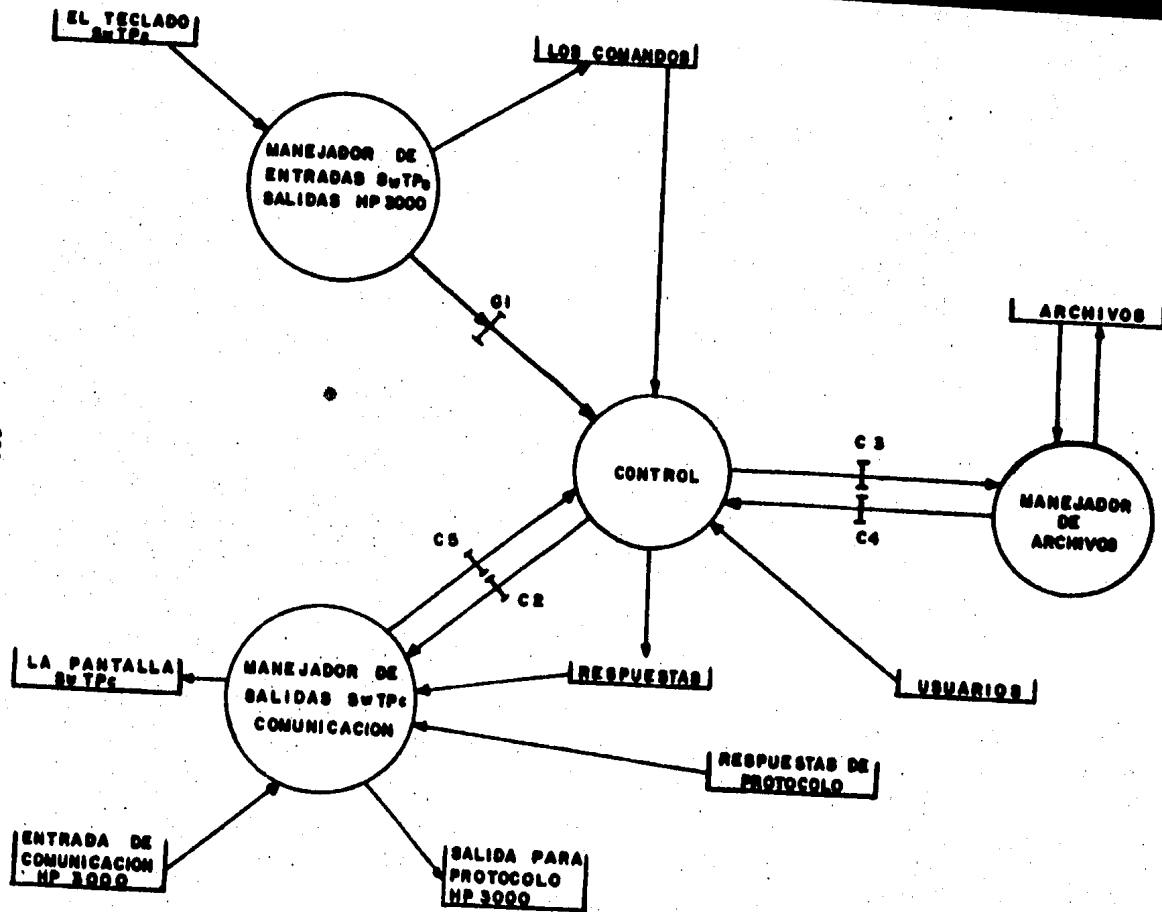 EL TECLADO
SwTPc
LOS COMANDOS
MANEJADOR DE
ENTRADAS SwTPc
SALIDAS HP 3000
G1
ARCHIVOS
C3
CONTROL
MANEJADOR
DE
ARCHIVOS
C4
C5
C2
LA PANTALLA
SwTPc
MANEJADOR DE
SALIDAS SwTPc
COMUNICACION
RESPUESTAS
USUARIOS
RESPUESTAS DE
PROTOCOLO
ENTRADA DE
COMUNICACION
HP 3000
SALIDA PARA
PROTOCOLO
HP 3000